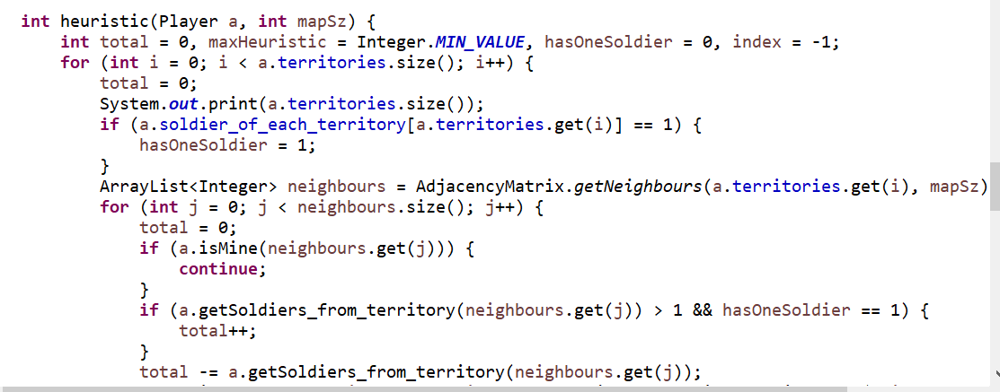 int heuristic(Player a, int mapSz) {
    int total = 0, maxHeuristic = Integer.MIN_VALUE, hasOneSoldier = 0, index = -1;
    for (int i = 0; i < a.territories.size(); i++) {
        total = 0;
        System.out.print(a.territories.size());
        if (a.soldier_of_each_territory[a.territories.get(i)] == 1) {
            hasOneSoldier = 1;
        }
        ArrayList<Integer> neighbours = AdjacencyMatrix.getNeighbours(a.territories.get(i), mapSz)
        for (int j = 0; j < neighbours.size(); j++) {
            total = 0;
            if (a.isMine(neighbours.get(j))) {
                continue;
            }
            if (a.getSoldiers_from_territory(neighbours.get(j)) > 1 && hasOneSoldier == 1) {
                total++;
            }
            total -= a.getSoldiers_from_territory(neighbours.get(j));